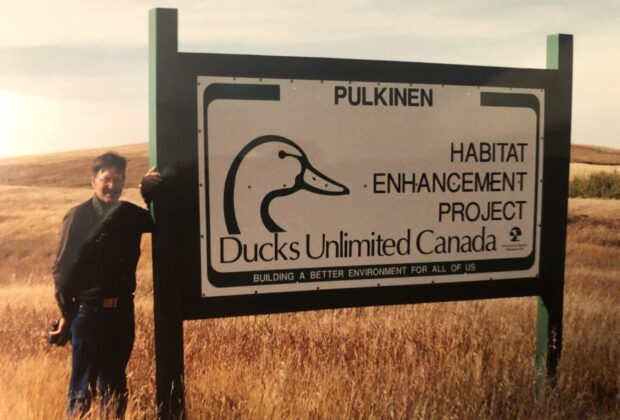 PULKINEN
HABITAT
ENHANCEMENT
PROJECT
Ducks Unlimited Canada
BUILDING A BETTER ENVIRONMENT FOR ALL OF US